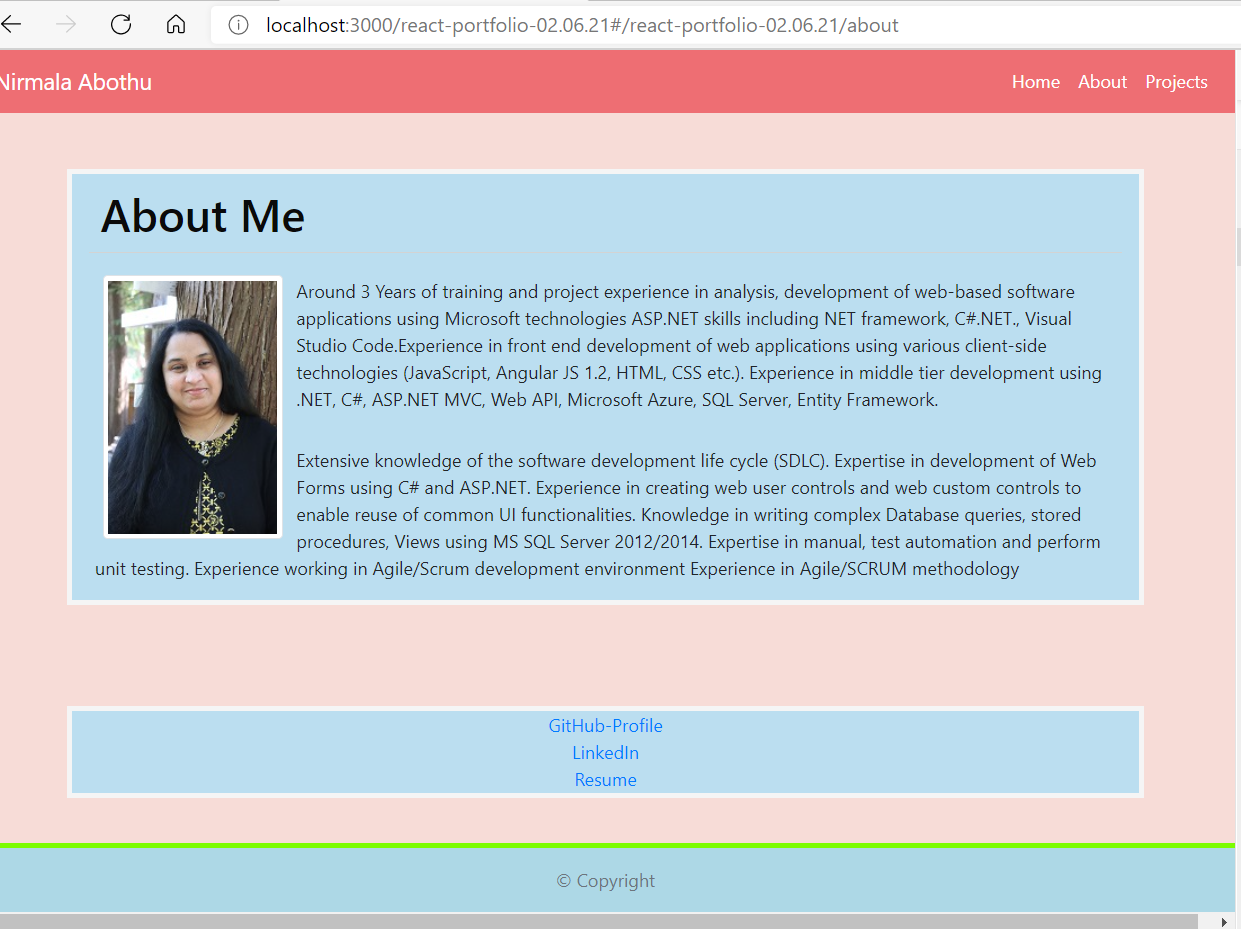 localhost:3000/react-portfolio-02.06.21#/react-portfolio-02.06.21/about
Nirmala Abothu
Home About Projects
About Me
Around 3 Years of training and project experience in analysis, development of web-based software
applications using Microsoft technologies ASP.NET skills including NET framework, C#.NET., Visual
Studio Code.Experience in front end development of web applications using various client-side
technologies (JavaScript, Angular JS 1.2, HTML, CSS etc.). Experience in middle tier development using
.NET, C#, ASP.NET MVC, Web API, Microsoft Azure, SQL Server, Entity Framework.
Extensive knowledge of the software development life cycle (SDLC). Expertise in development of Web
Forms using C# and ASP.NET. Experience in creating web user controls and web custom controls to
enable reuse of common UI functionalities. Knowledge in writing complex Database queries, stored
procedures, Views using MS SQL Server 2012/2014. Expertise in manual, test automation and perform
unit testing. Experience working in Agile/Scrum development environment Experience in Agile/SCRUM methodology
GitHub-Profile
LinkedIn
Resume
© Copyright